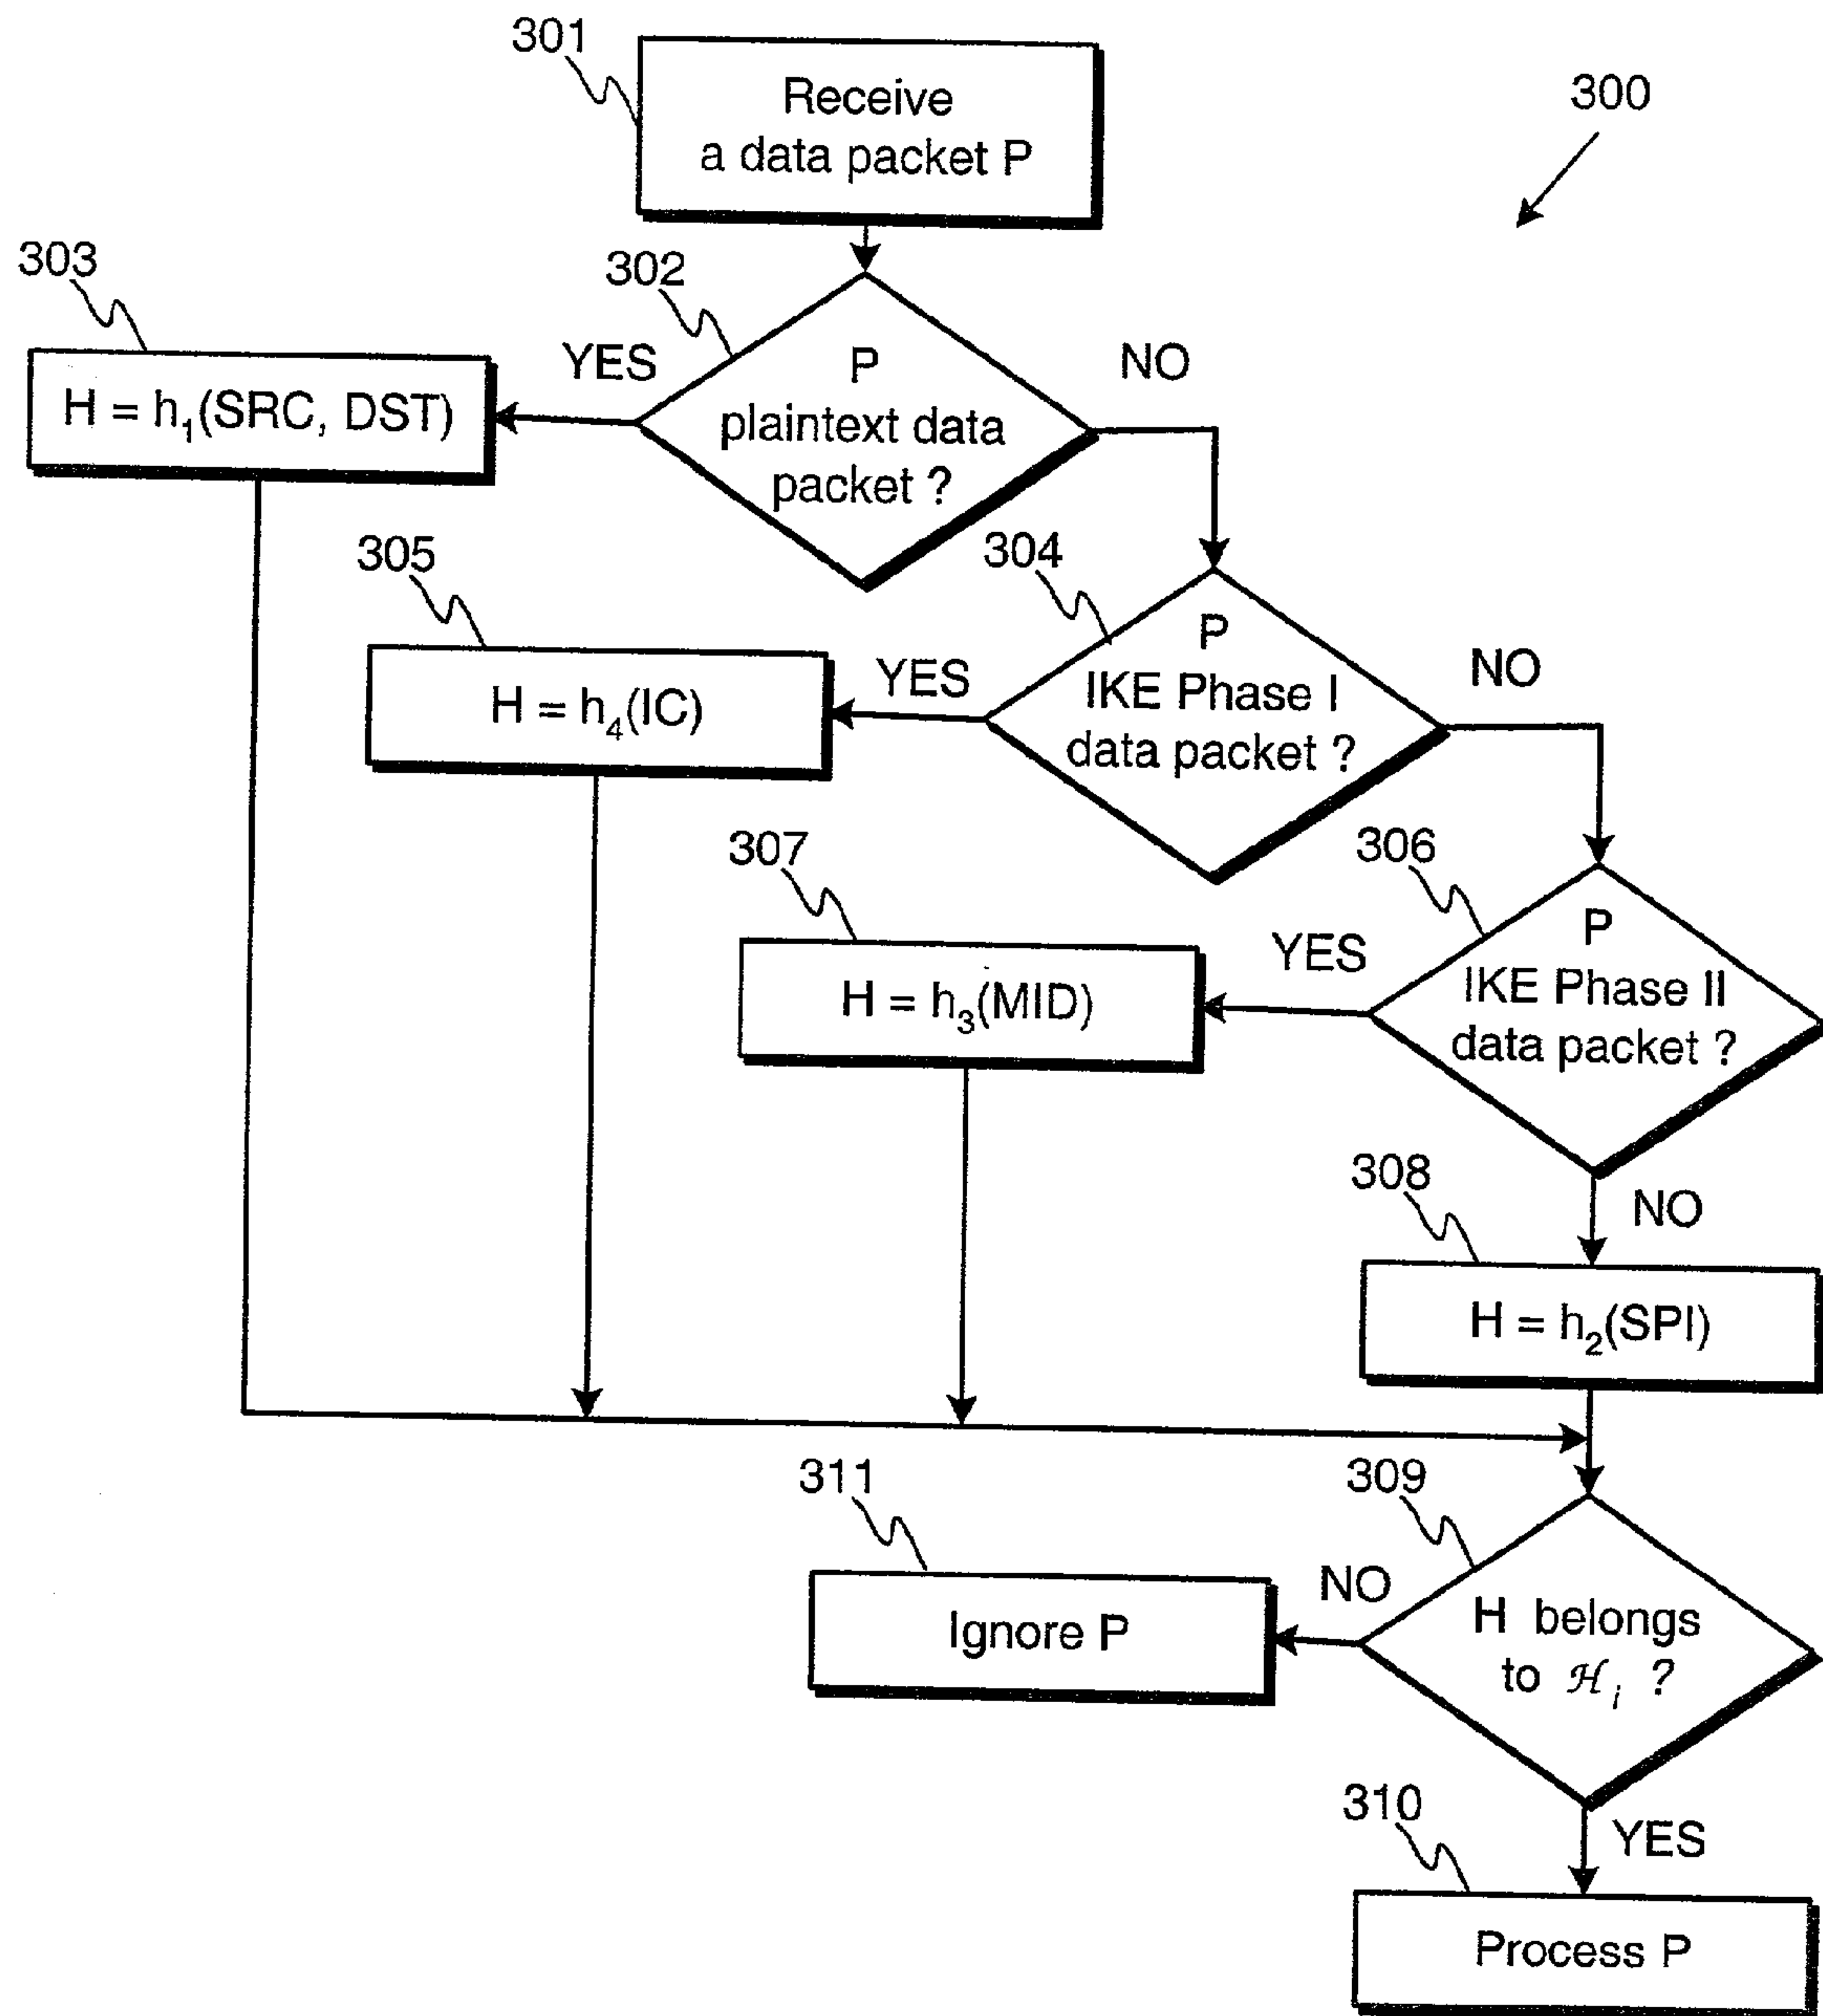 301
Receive
a data packet P
300
303
302
YES
P
NO
H = h₁(SRC, DST)
plaintext data
packet ?
305
304
P
YES
NO
H = h₄(IC)
IKE Phase I
data packet ?
307
306
P
YES
H = h₃(MID)
IKE Phase II
data packet ?
308
NO
H = h₂(SPI)
311
309
NO
Ignore P
H belongs
to ℋᵢ ?
310
YES
Process P